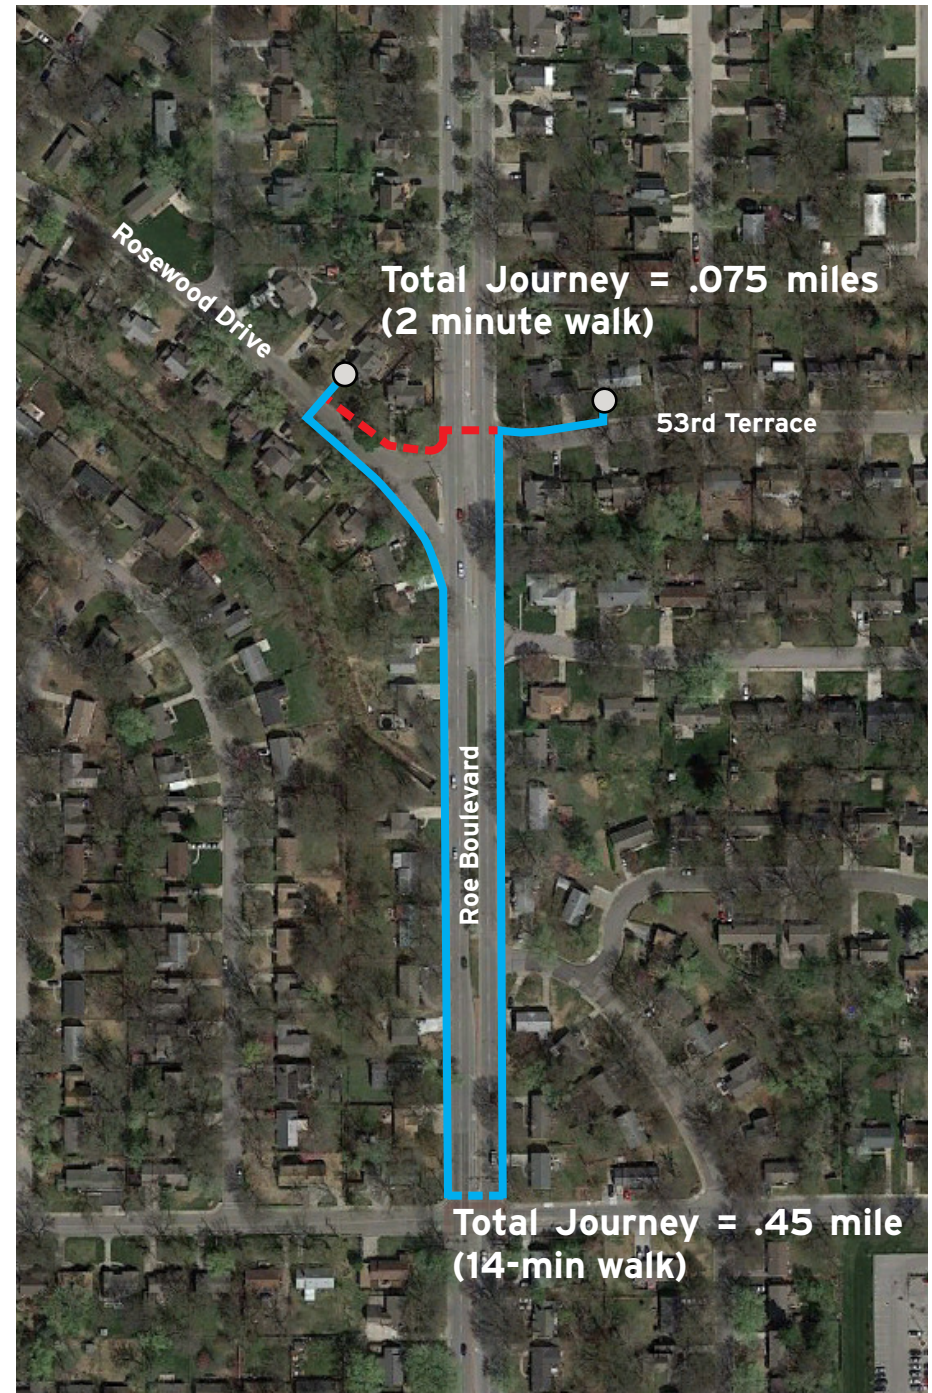 Rosewood Drive
Total Journey = .075 miles
(2 minute walk)
53rd Terrace
Roe Boulevard
Total Journey = .45 mile
(14-min walk)